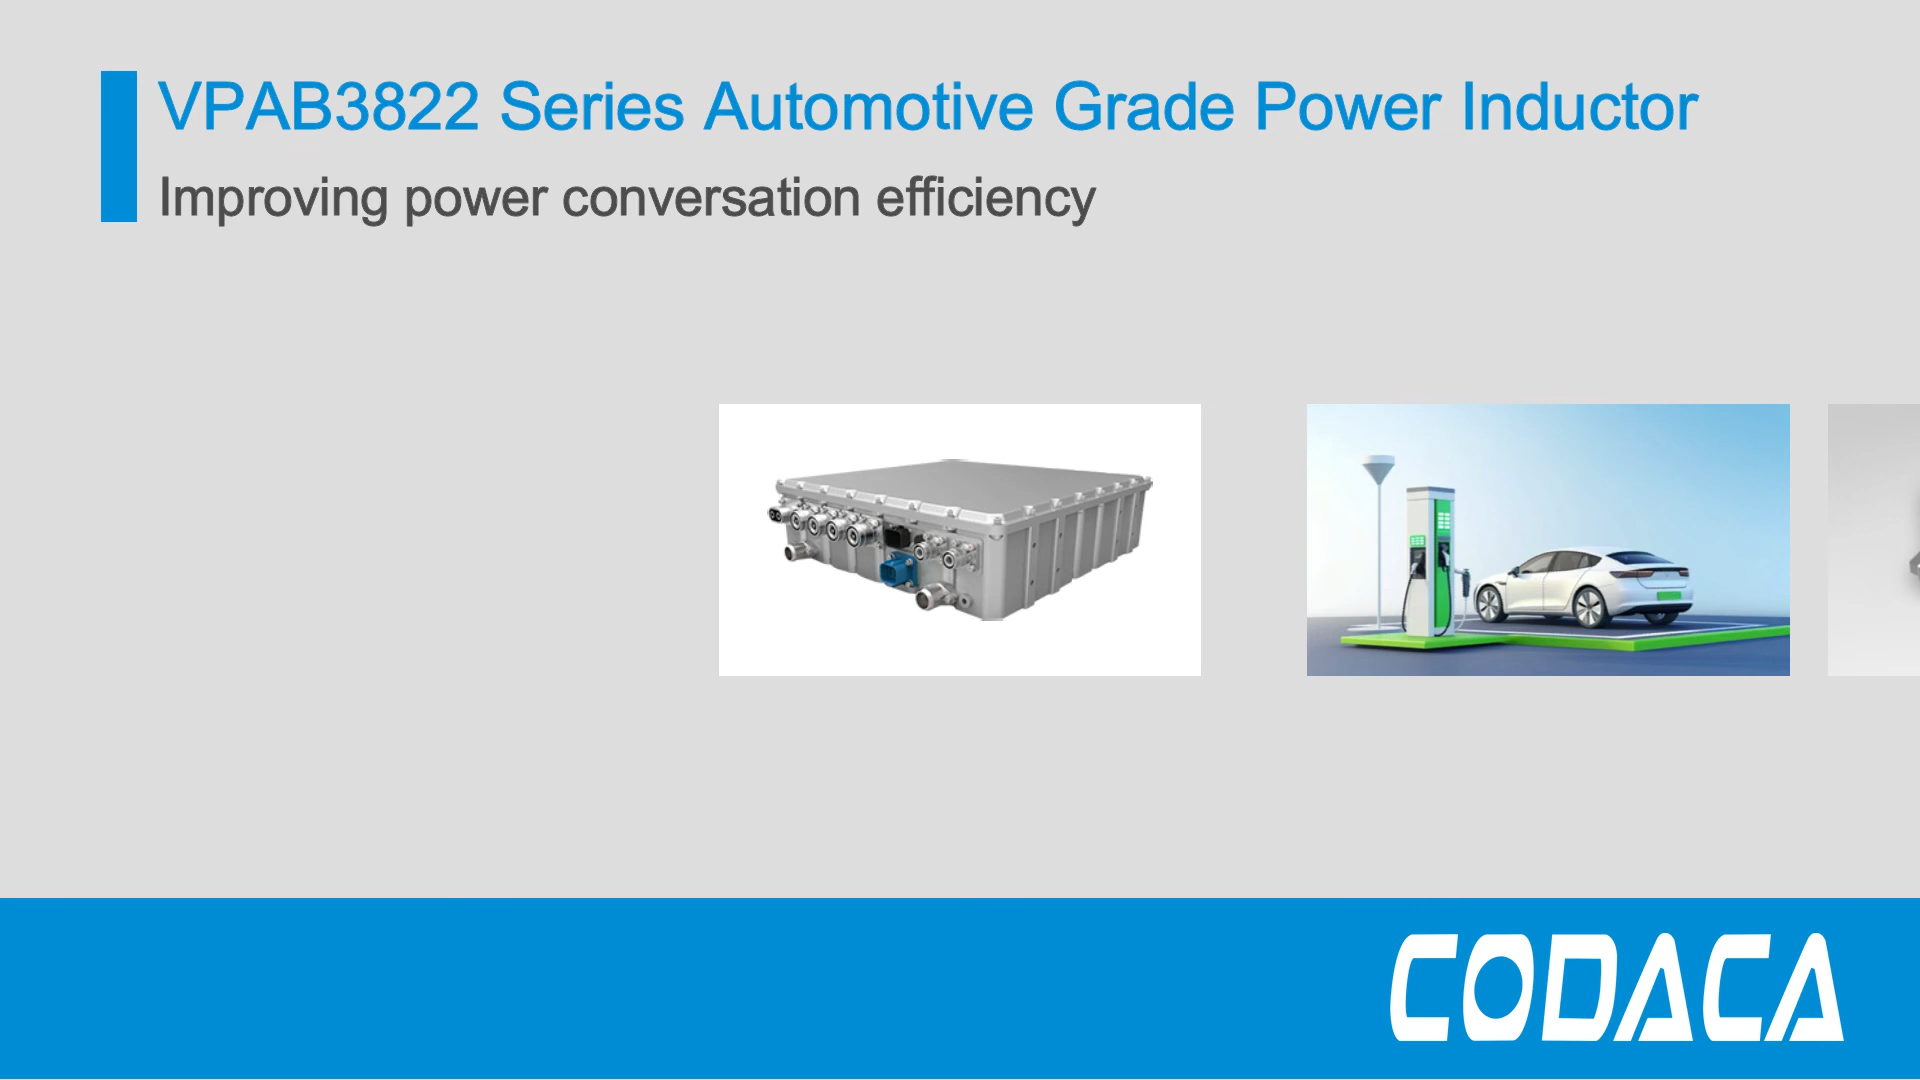 VPAB3822 Series Automotive Grade Power Inductor
Improving power conversation efficiency
CODACA